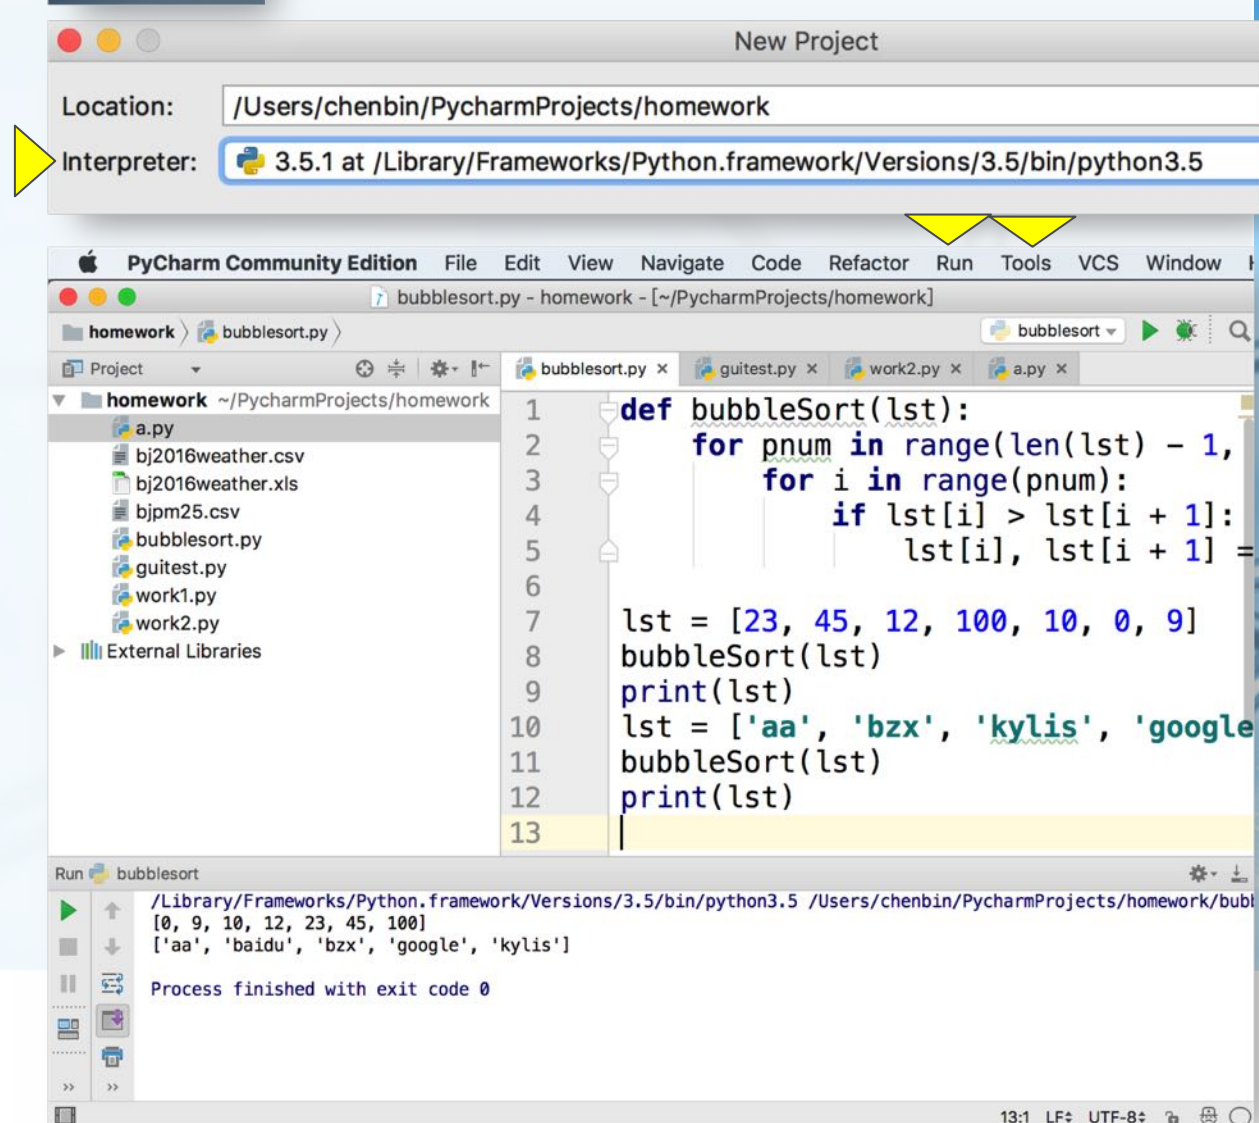 New Project
Location: /Users/chenbin/PycharmProjects/homework
Interpreter: 3.5.1 at /Library/Frameworks/Python.framework/Versions/3.5/bin/python3.5
PyCharm Community Edition File Edit View Navigate Code Refactor Run Tools VCS Window
bubblesort.py - homework - [~/PycharmProjects/homework]
homework bubblesort.py bubblesort
Project bubblesort.py × guitest.py × work2.py × a.py ×
homework ~/PycharmProjects/homework
a.py
bj2016weather.csv
bj2016weather.xls
bjpm25.csv
bubblesort.py
guitest.py
work1.py
work2.py
External Libraries
1 def bubbleSort(lst):
2 for pnum in range(len(lst) - 1,
3 for i in range(pnum):
4 if lst[i] > lst[i + 1]:
5 lst[i], lst[i + 1] =
6
7 lst = [23, 45, 12, 100, 10, 0, 9]
8 bubbleSort(lst)
9 print(lst)
10 lst = ['aa', 'bzx', 'kylis', 'google
11 bubbleSort(lst)
12 print(lst)
13
Run bubblesort
/Library/Frameworks/Python.framework/Versions/3.5/bin/python3.5 /Users/chenbin/PycharmProjects/homework/bub
[0, 9, 10, 12, 23, 45, 100]
['aa', 'baidu', 'bzx', 'google', 'kylis']
Process finished with exit code 0
13:1 LF UTF-8